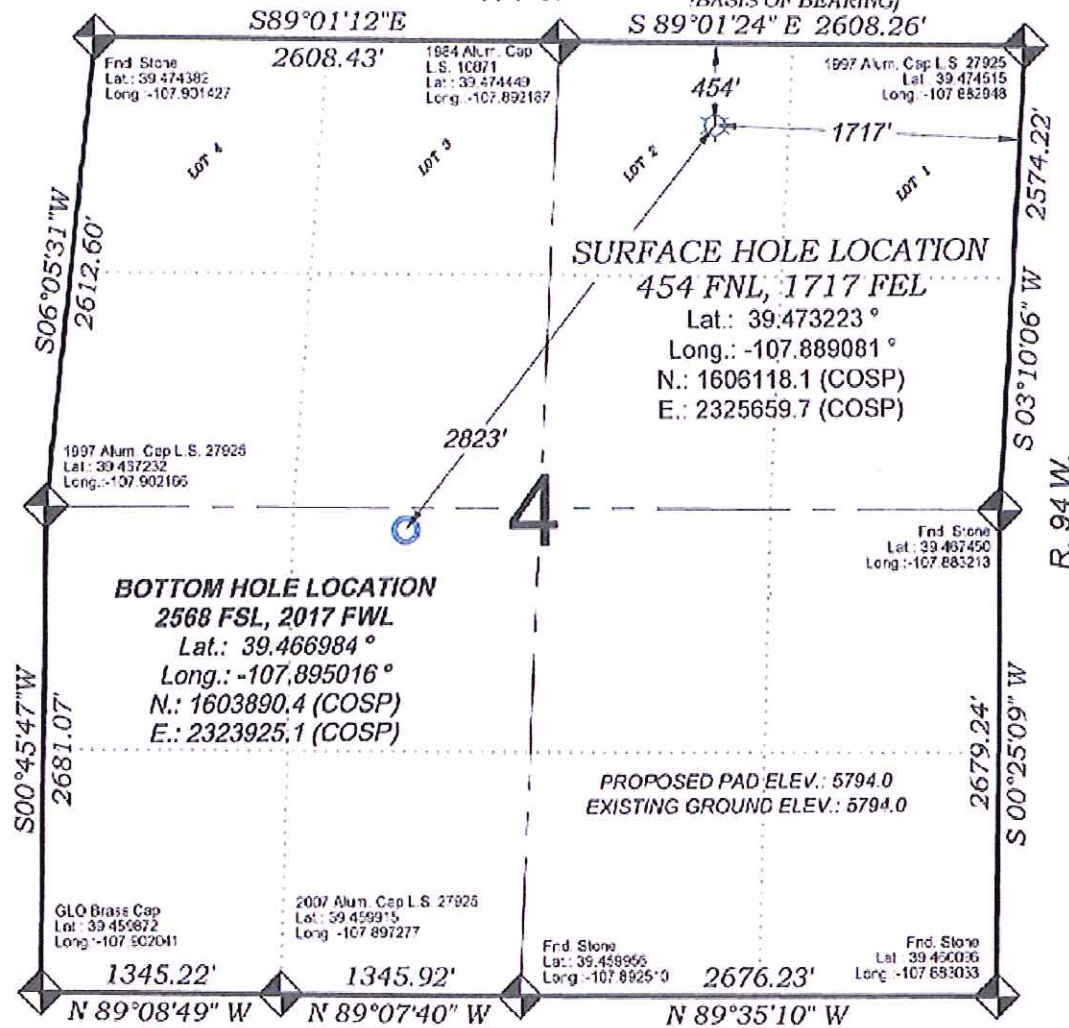 (BASIS OF BEARING)
S89°01'12"E
S 89°01'24" E 2608.26'
2608.43'
Fnd. Stone
Lat.: 39.474382
Long.:-107.901427
1984 Alum. Cap
L.S. 10871
Lat.: 39.474449
Long.:-107.892187
1997 Alum. Cap L.S. 27925
Lat.: 39.474515
Long.:-107.882948
454'
1717'
LOT 4
LOT 3
LOT 2
LOT 1
2574.22'
S 03°10'06" W
S06°05'31"W
2612.60'
SURFACE HOLE LOCATION
454 FNL, 1717 FEL
Lat.: 39.473223 °
Long.: -107.889081 °
N.: 1606118.1 (COSP)
E.: 2325659.7 (COSP)
2823'
1997 Alum. Cap L.S. 27925
Lat.: 39.467232
Long.:-107.902166
4
R. 94 W.
Fnd. Stone
Lat.: 39.467450
Long.:-107.883213
BOTTOM HOLE LOCATION
2568 FSL, 2017 FWL
Lat.: 39.466984 °
Long.: -107.895016 °
N.: 1603890.4 (COSP)
E.: 2323925.1 (COSP)
S00°45'47"W
2681.07'
2679.24'
S 00°25'09" W
PROPOSED PAD ELEV.: 5794.0
EXISTING GROUND ELEV.: 5794.0
GLO Brass Cap
Lat.: 39.459872
Long.:-107.902041
2007 Alum. Cap L.S. 27925
Lat.: 39.459915
Long.:-107.897277
Fnd. Stone
Lat.: 39.459956
Long.:-107.892510
Fnd. Stone
Lat.: 39.460096
Long.:-107.883033
1345.22'
1345.92'
2676.23'
N 89°08'49" W
N 89°07'40" W
N 89°35'10" W